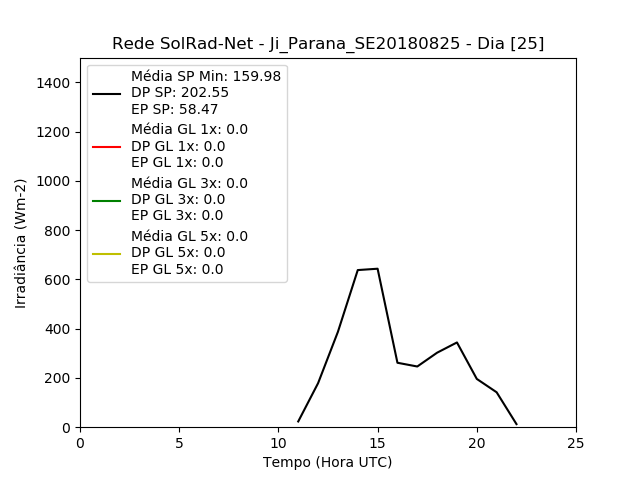 Rede SolRad-Net - Ji_Parana_SE20180825 - Dia [25]
Média SP Min: 159.98
DP SP: 202.55
EP SP: 58.47
Média GL 1x: 0.0
DP GL 1x: 0.0
EP GL 1x: 0.0
Média GL 3x: 0.0
DP GL 3x: 0.0
EP GL 3x: 0.0
Média GL 5x: 0.0
DP GL 5x: 0.0
EP GL 5x: 0.0
Irradiância (Wm-2)
1400
1200
1000
800
600
400
200
0
0 5 10 15 20 25
Tempo (Hora UTC)